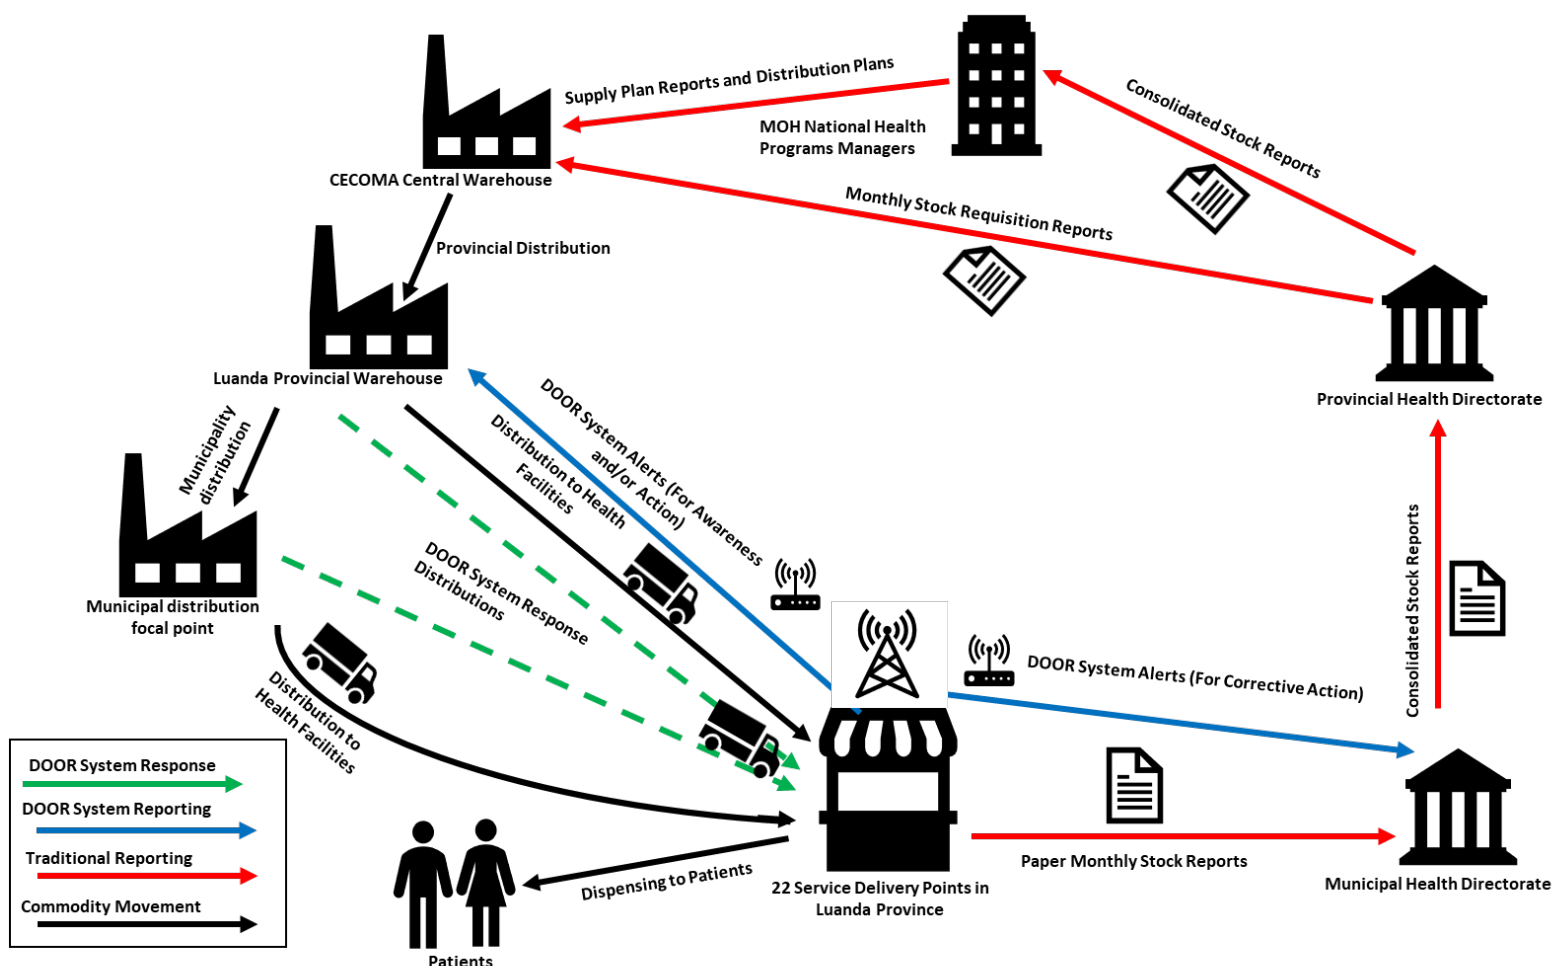 Supply Plan Reports and Distribution Plans
Consolidated Stock Reports
MOH National Health
Programs Managers
CECOMA Central Warehouse
Monthly Stock Requisition Reports
Provincial Distribution
Luanda Provincial Warehouse
Provincial Health Directorate
Municipality
distribution
DOOR System Alerts (For Awareness
and/or Action)
Distribution to Health
Facilities
DOOR System Response
Distributions
Consolidated Stock Reports
Municipal distribution
focal point
DOOR System Alerts (For Corrective Action)
Distribution to
Health Facilities
DOOR System Response
DOOR System Reporting
Traditional Reporting
Commodity Movement
Paper Monthly Stock Reports
Dispensing to Patients
22 Service Delivery Points in
Luanda Province
Municipal Health Directorate
Patients